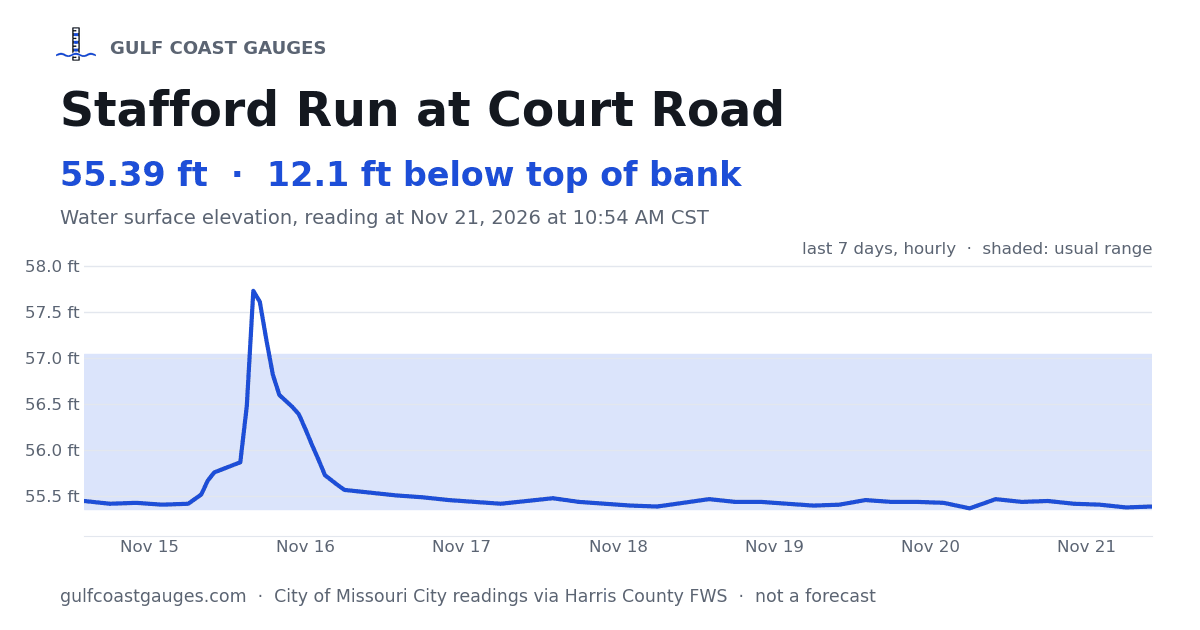 GULF COAST GAUGES
Stafford Run at Court Road
55.39 ft · 12.1 ft below top of bank
Water surface elevation, reading at Nov 21, 2026 at 10:54 AM CST
last 7 days, hourly · shaded: usual range
58.0 ft
57.5 ft
57.0 ft
56.5 ft
56.0 ft
55.5 ft
Nov 15 Nov 16 Nov 17 Nov 18 Nov 19 Nov 20 Nov 21
gulfcoastgauges.com · City of Missouri City readings via Harris County FWS · not a forecast